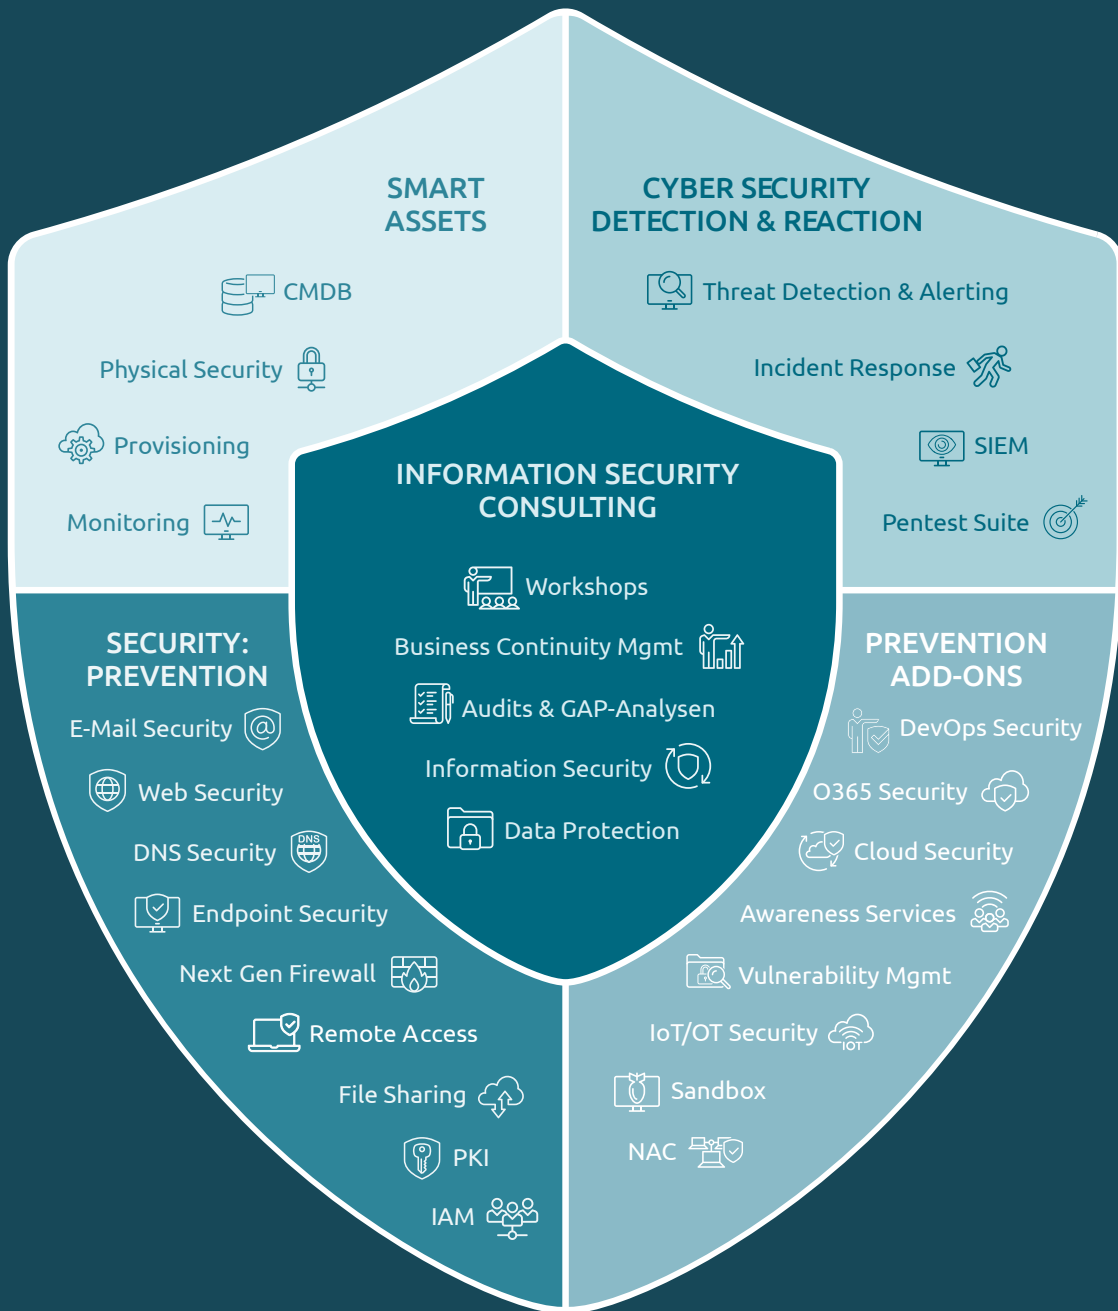 SMART
ASSETS
CMDB
Physical Security
Provisioning
Monitoring
CYBER SECURITY
DETECTION & REACTION
Threat Detection & Alerting
Incident Response
SIEM
Pentest Suite
INFORMATION SECURITY
CONSULTING
Workshops
Business Continuity Mgmt
Audits & GAP-Analysen
Information Security
Data Protection
SECURITY:
PREVENTION
E-Mail Security
@
Web Security
DNS Security
DNS
Endpoint Security
Next Gen Firewall
Remote Access
File Sharing
PKI
IAM
PREVENTION
ADD-ONS
DevOps Security
O365 Security
Cloud Security
Awareness Services
Vulnerability Mgmt
IoT/OT Security
IOT
Sandbox
NAC